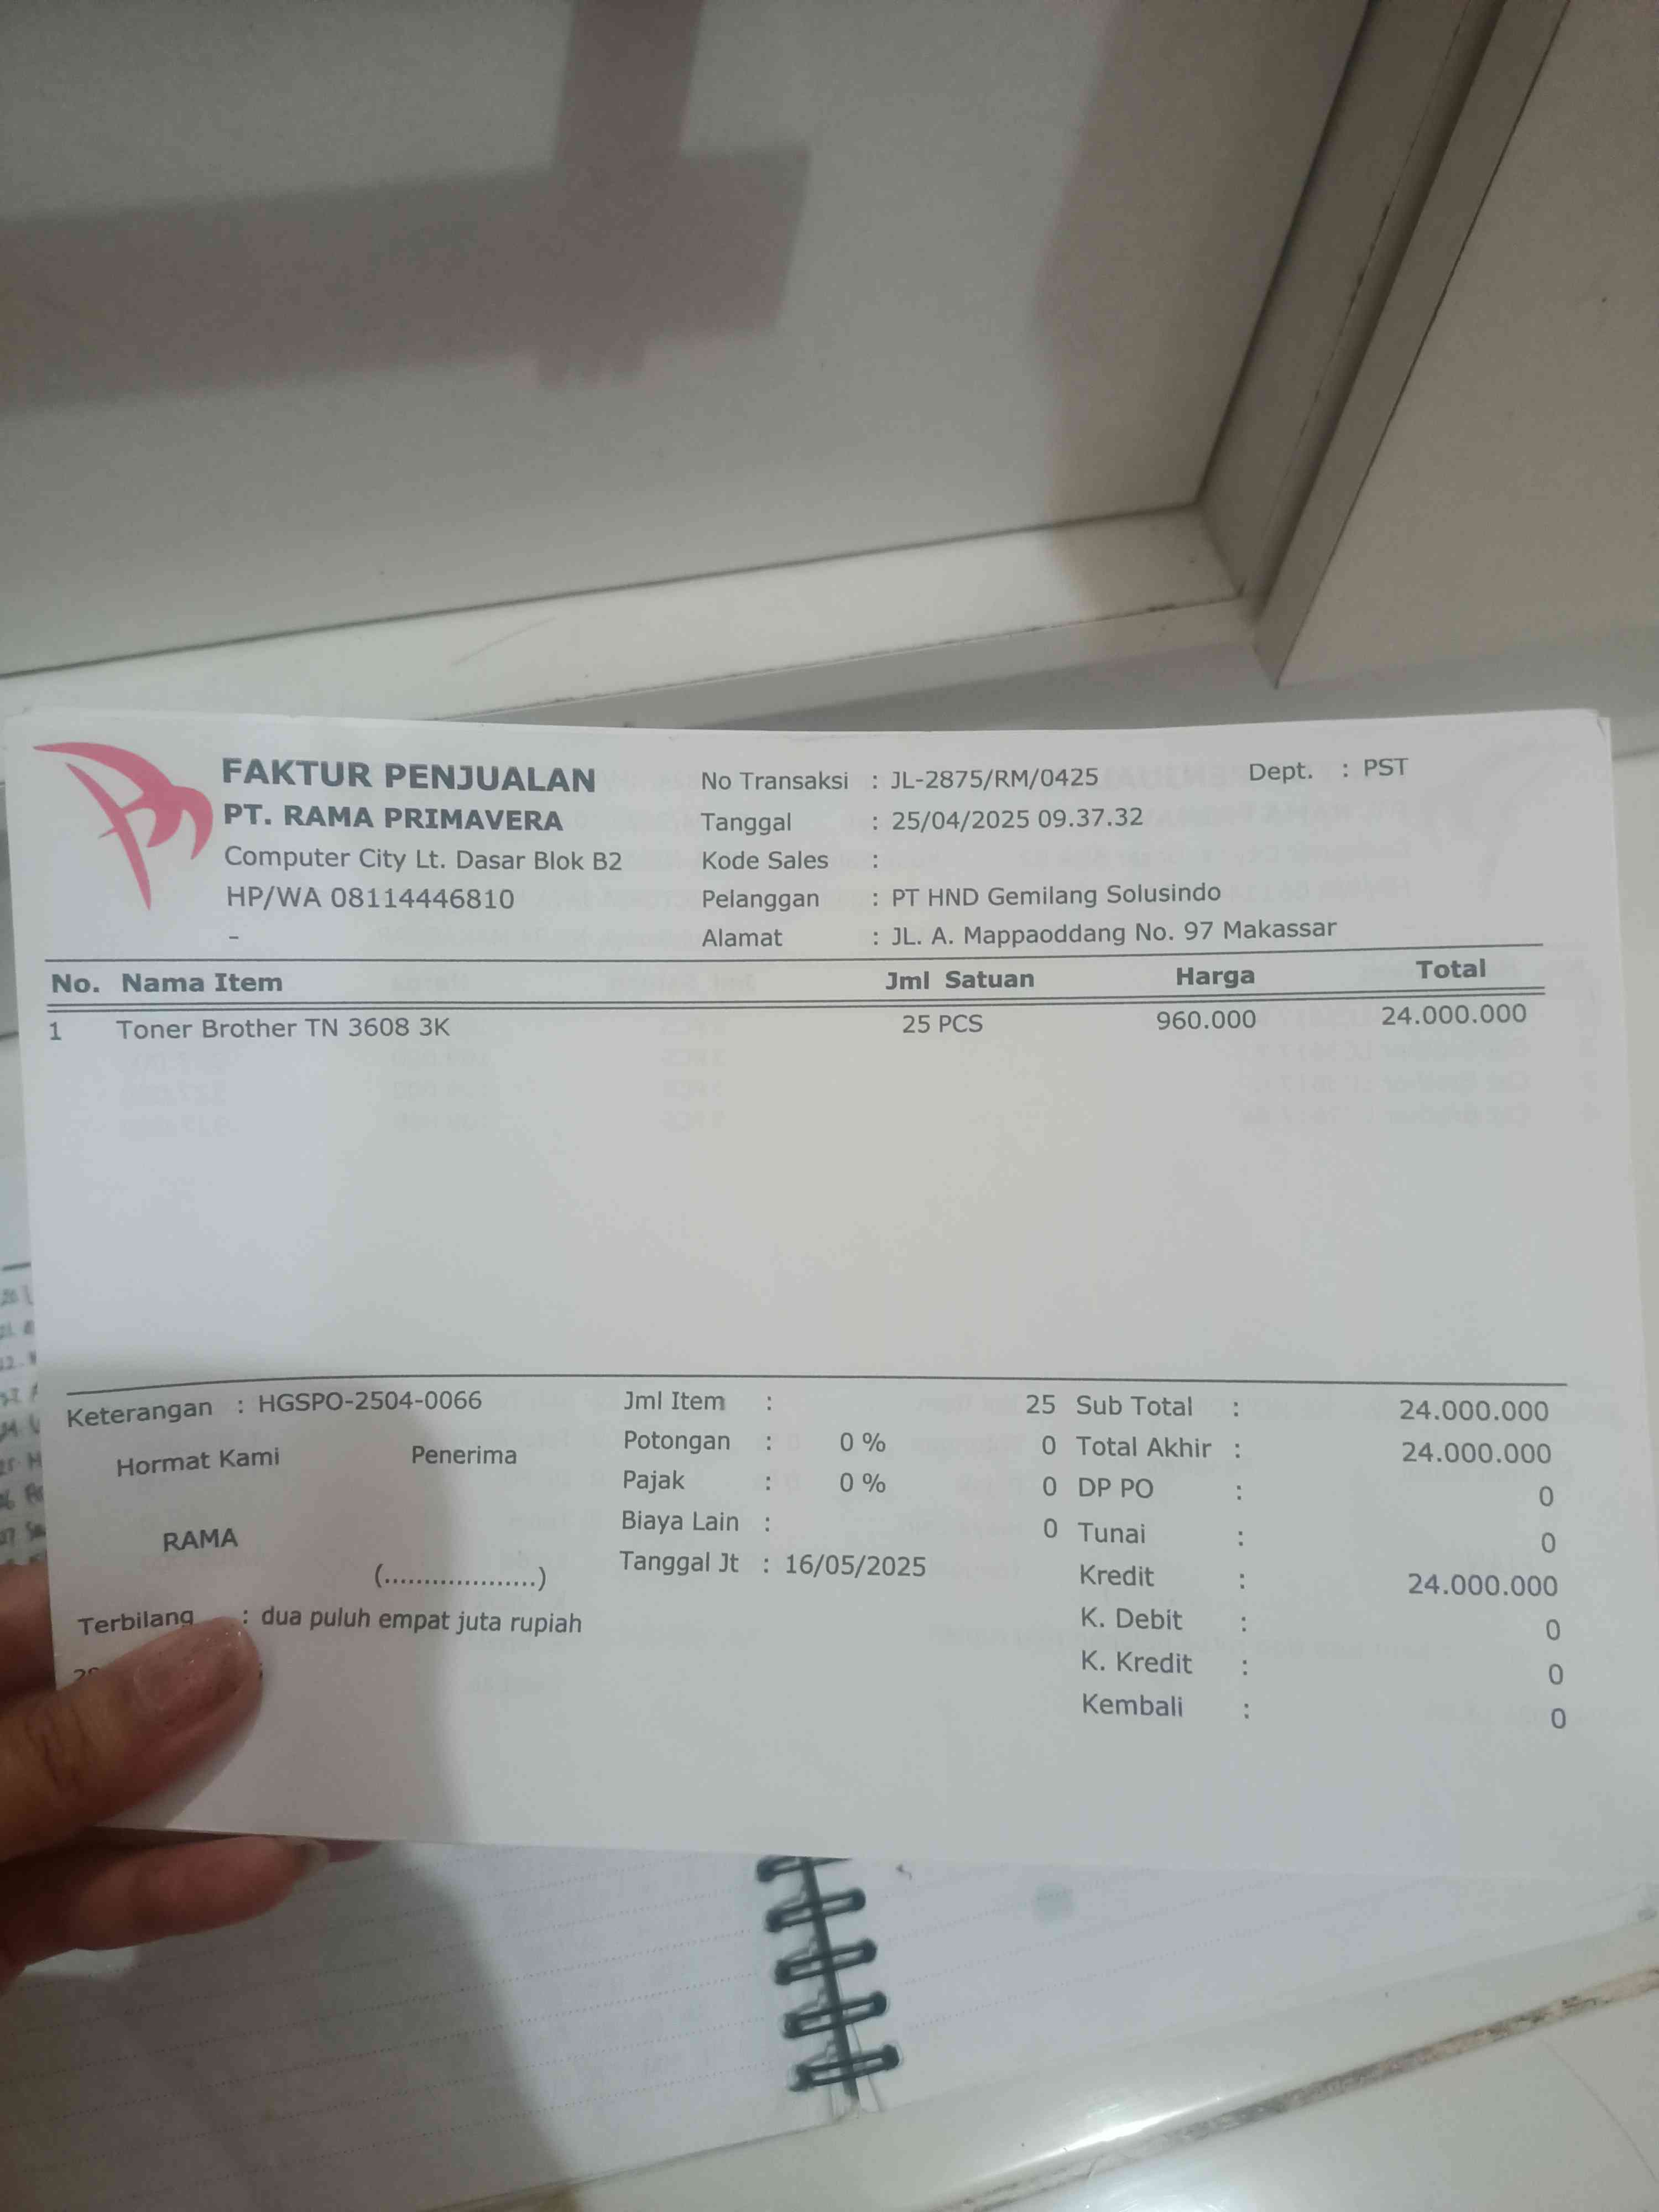 FAKTUR PENJUALAN
PT. RAMA PRIMAVERA
Computer City Lt. Dasar Blok B2
HP/WA 08114446810
-
No Transaksi : JL-2875/RM/0425
Tanggal : 25/04/2025 09.37.32
Kode Sales :
Pelanggan : PT HND Gemilang Solusindo
Alamat : JL. A. Mappaoddang No. 97 Makassar
Dept. : PST
No. Nama Item Jml Satuan Harga Total
1 Toner Brother TN 3608 3K 25 PCS 960.000 24.000.000
Keterangan : HGSPO-2504-0066
Hormat Kami Penerima
RAMA
(...................)
Terbilang : dua puluh empat juta rupiah
Jml Item : 25
Potongan : 0 % 0
Pajak : 0 % 0
Biaya Lain : 0
Tanggal Jt : 16/05/2025
Sub Total : 24.000.000
Total Akhir : 24.000.000
DP PO : 0
Tunai : 0
Kredit : 24.000.000
K. Debit : 0
K. Kredit : 0
Kembali : 0